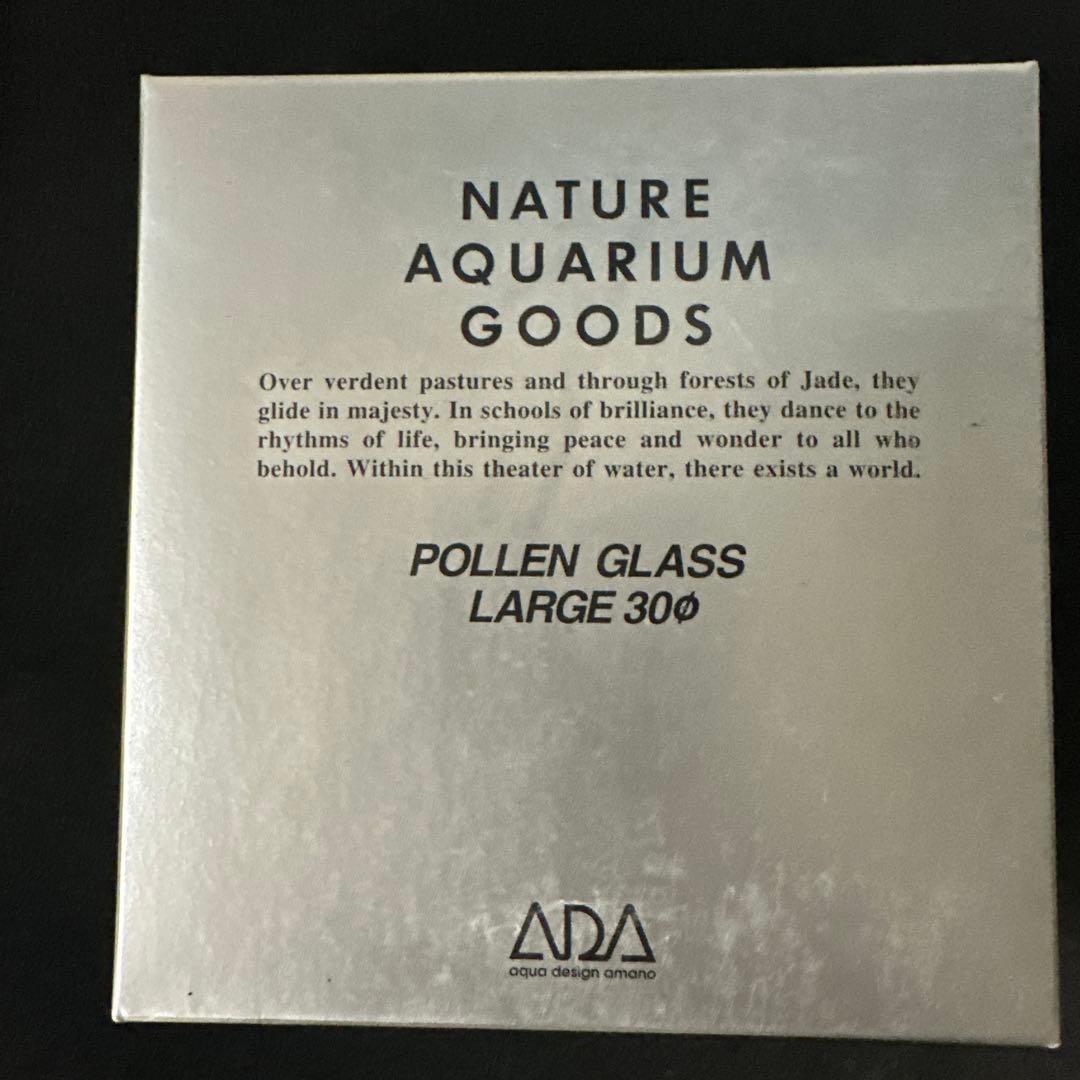 NATURE
AQUARIUM
GOODS
Over verdent pastures and through forests of Jade, they
glide in majesty. In schools of brilliance, they dance to the
rhythms of life, bringing peace and wonder to all who
behold. Within this theater of water, there exists a world.
POLLEN GLASS
LARGE 30ø
ADA
aqua design amano